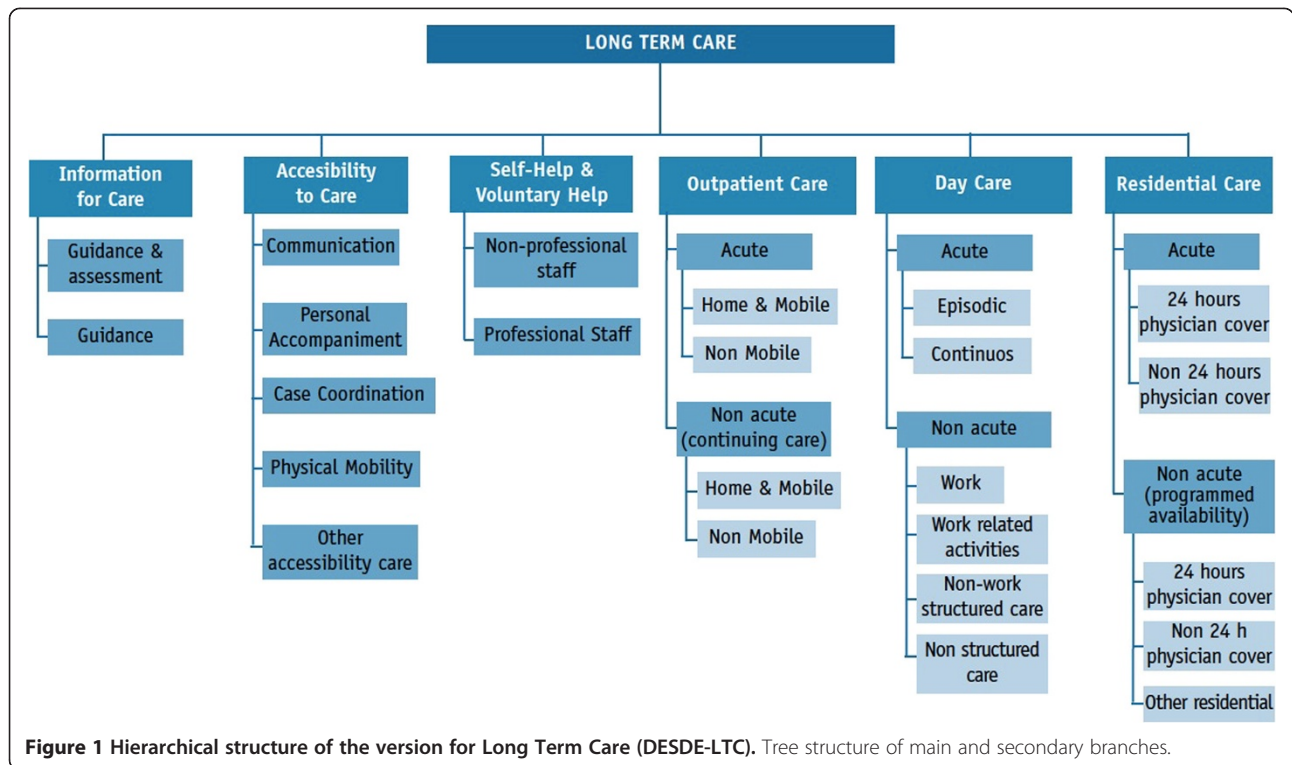 LONG TERM CARE
Information
for Care
Guidance &
assessment
Guidance
Accesibility
to Care
Communication
Personal
Accompaniment
Case Coordination
Physical Mobility
Other
accessibility care
Self-Help &
Voluntary Help
Non-professional
staff
Professional Staff
Outpatient Care
Acute
Home & Mobile
Non Mobile
Non acute
(continuing care)
Home & Mobile
Non Mobile
Day Care
Acute
Episodic
Continuos
Non acute
Work
Work related
activities
Non-work
structured care
Non structured
care
Residential Care
Acute
24 hours
physician cover
Non 24 hours
physician cover
Non acute
(programmed
availability)
24 hours
physician cover
Non 24 h
physician cover
Other residential
Figure 1 Hierarchical structure of the version for Long Term Care (DESDE-LTC). Tree structure of main and secondary branches.